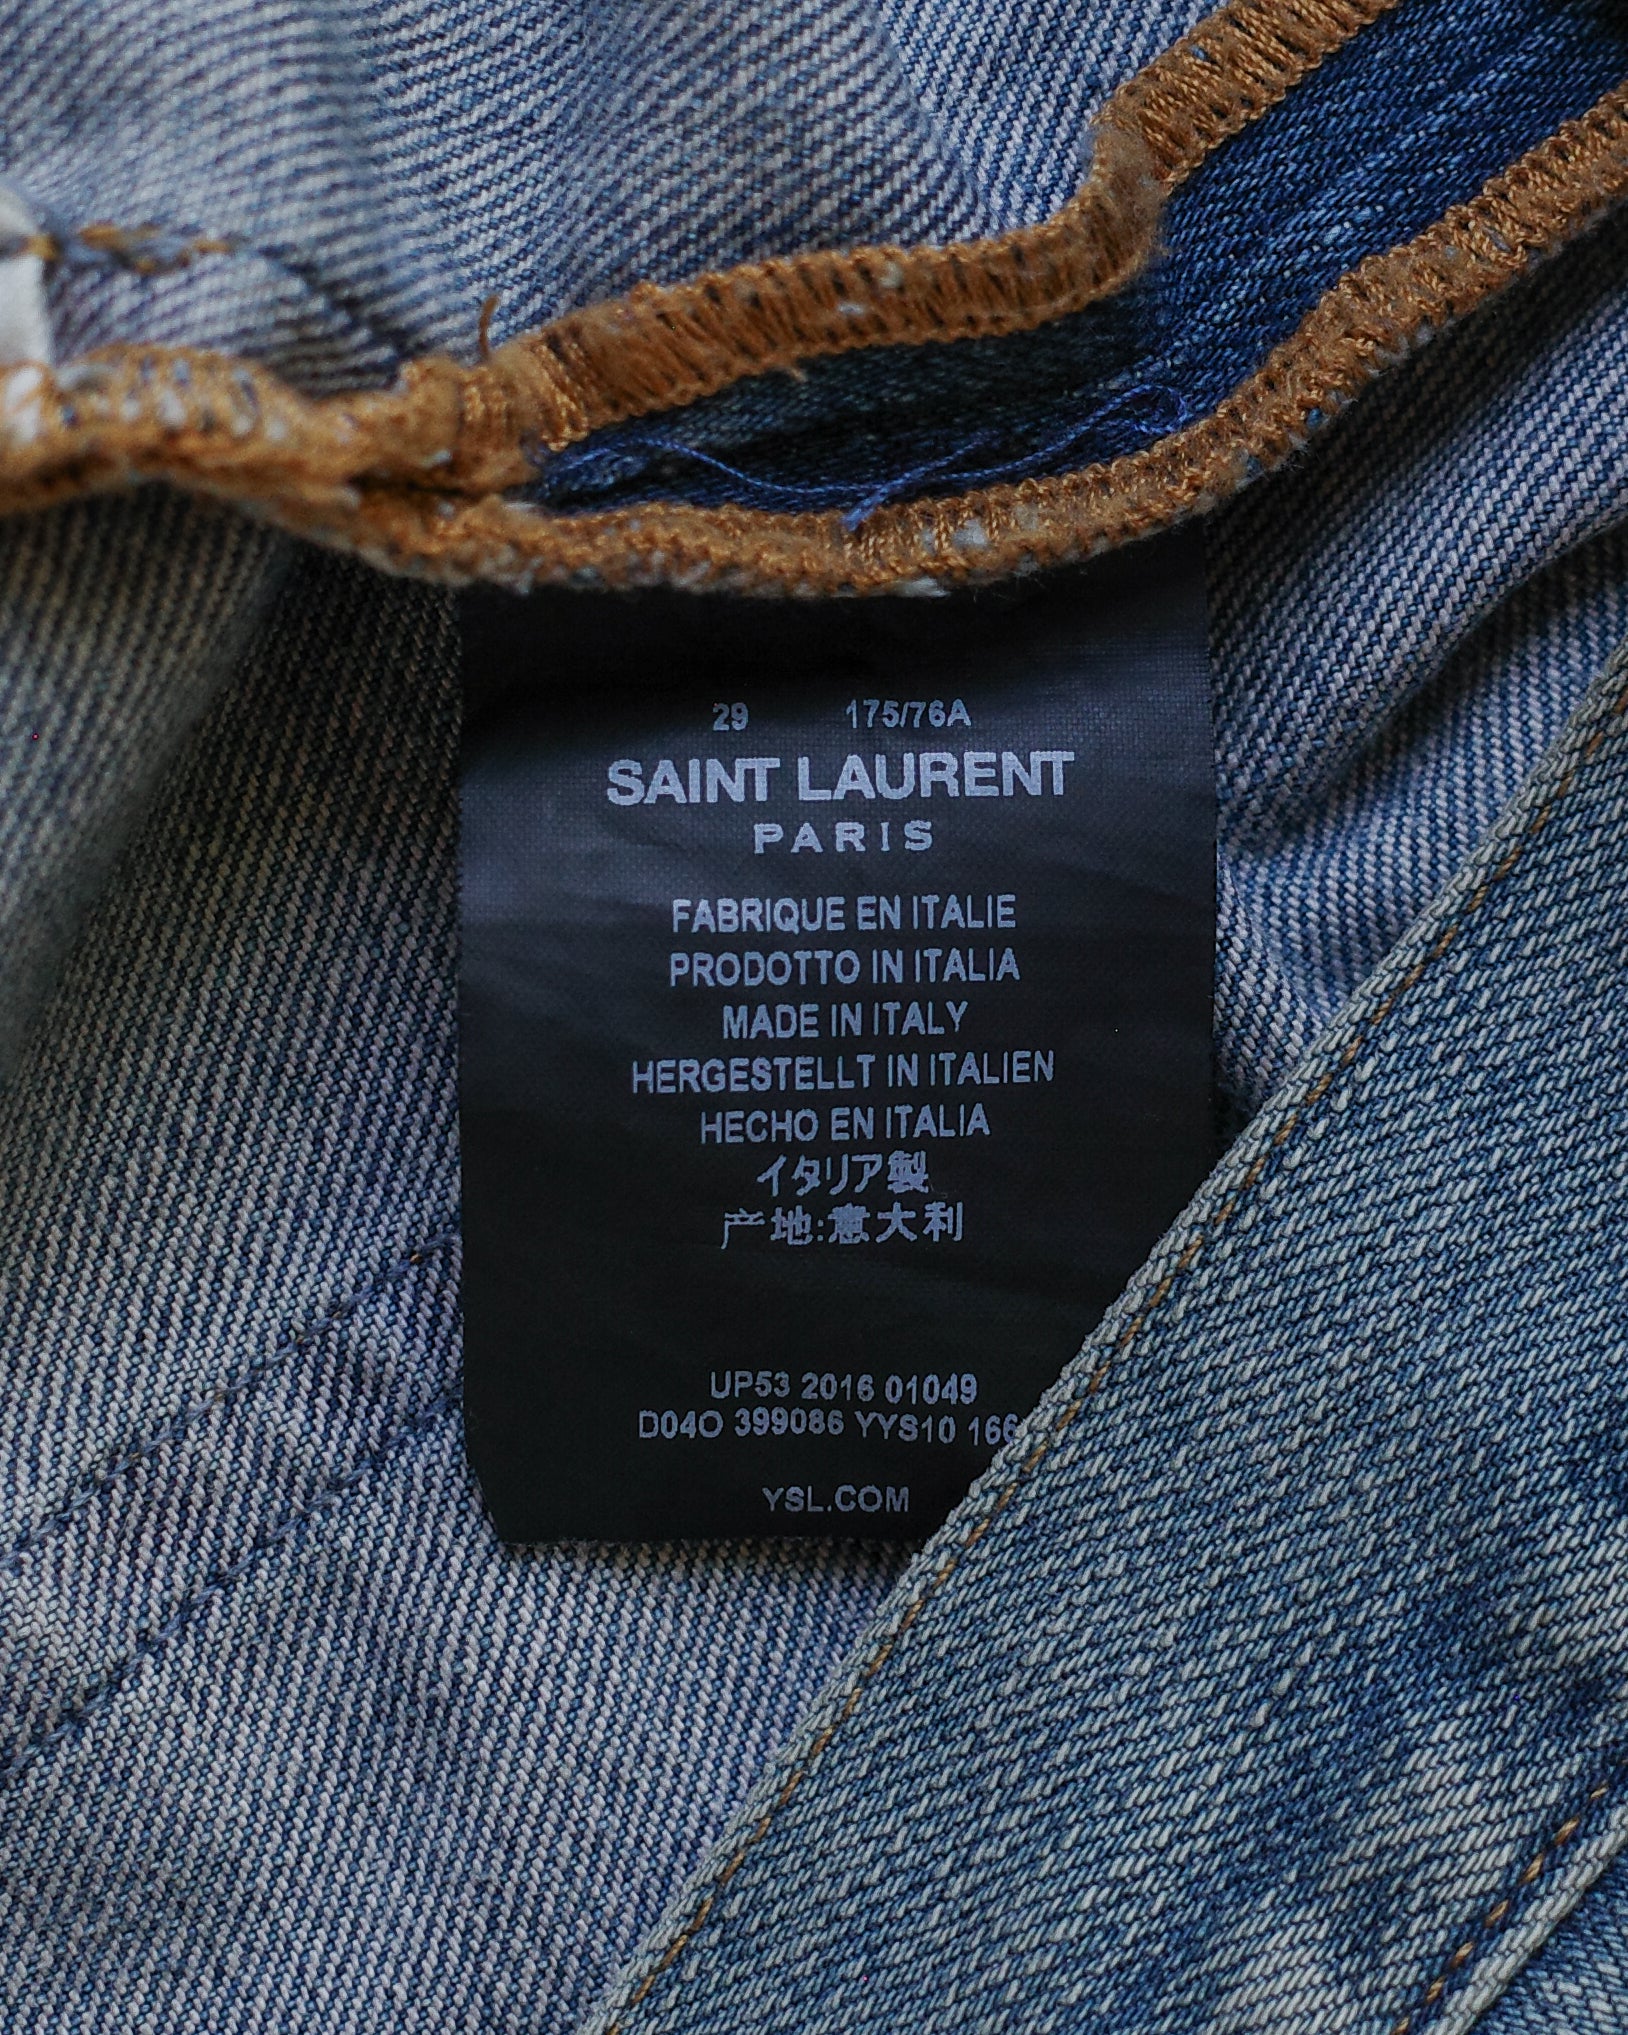 29 175/76A
SAINT LAURENT
PARIS
FABRIQUE EN ITALIE
PRODOTTO IN ITALIA
MADE IN ITALY
HERGESTELLT IN ITALIEN
HECHO EN ITALIA
イタリア製
产地:意大利
UP53 2016 01049
D04O 399086 YYS10
YSL.COM